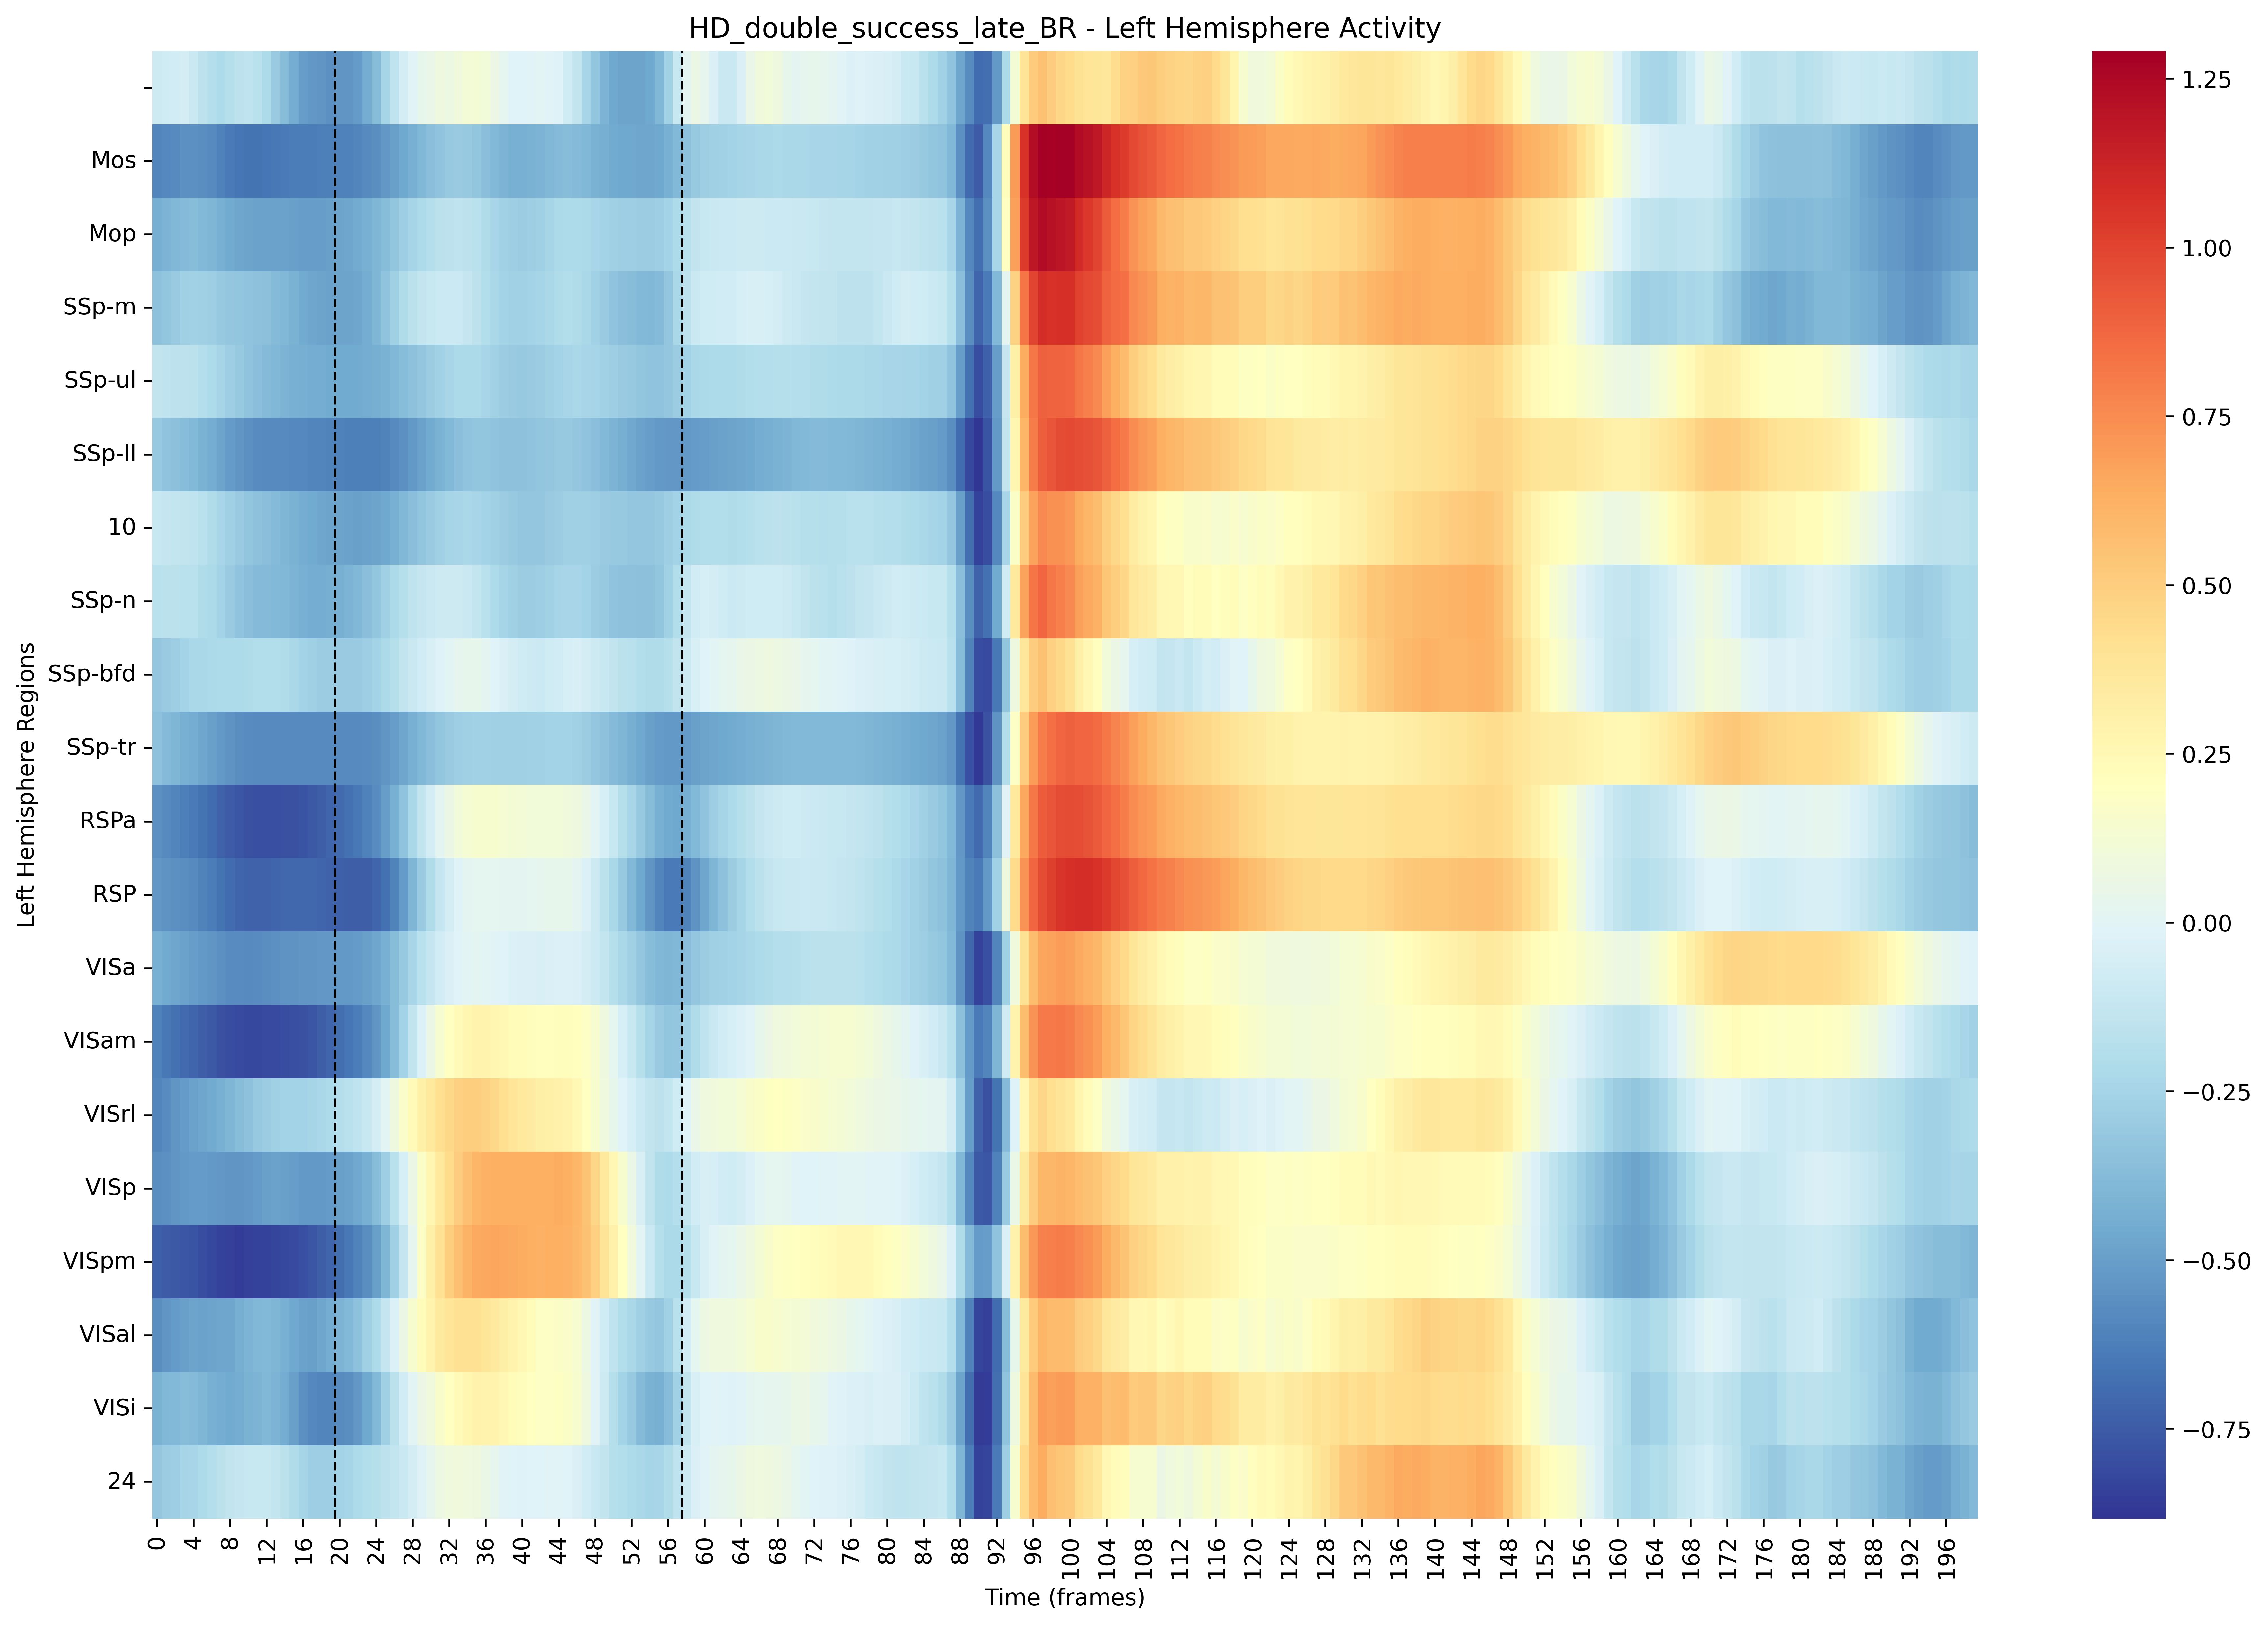 HD_double_success_late_BR - Left Hemisphere Activity
Left Hemisphere Regions
Mos
Mop
SSp-m
SSp-ul
SSp-ll
10
SSp-n
SSp-bfd
SSp-tr
RSPa
RSP
VISa
VISam
VISrl
VISp
VISpm
VISal
VISi
24
0 4 8 12 16 20 24 28 32 36 40 44 48 52 56 60 64 68 72 76 80 84 88 92 96 100 104 108 112 116 120 124 128 132 136 140 144 148 152 156 160 164 168 172 176 180 184 188 192 196
Time (frames)
1.25
1.00
0.75
0.50
0.25
0.00
−0.25
−0.50
−0.75